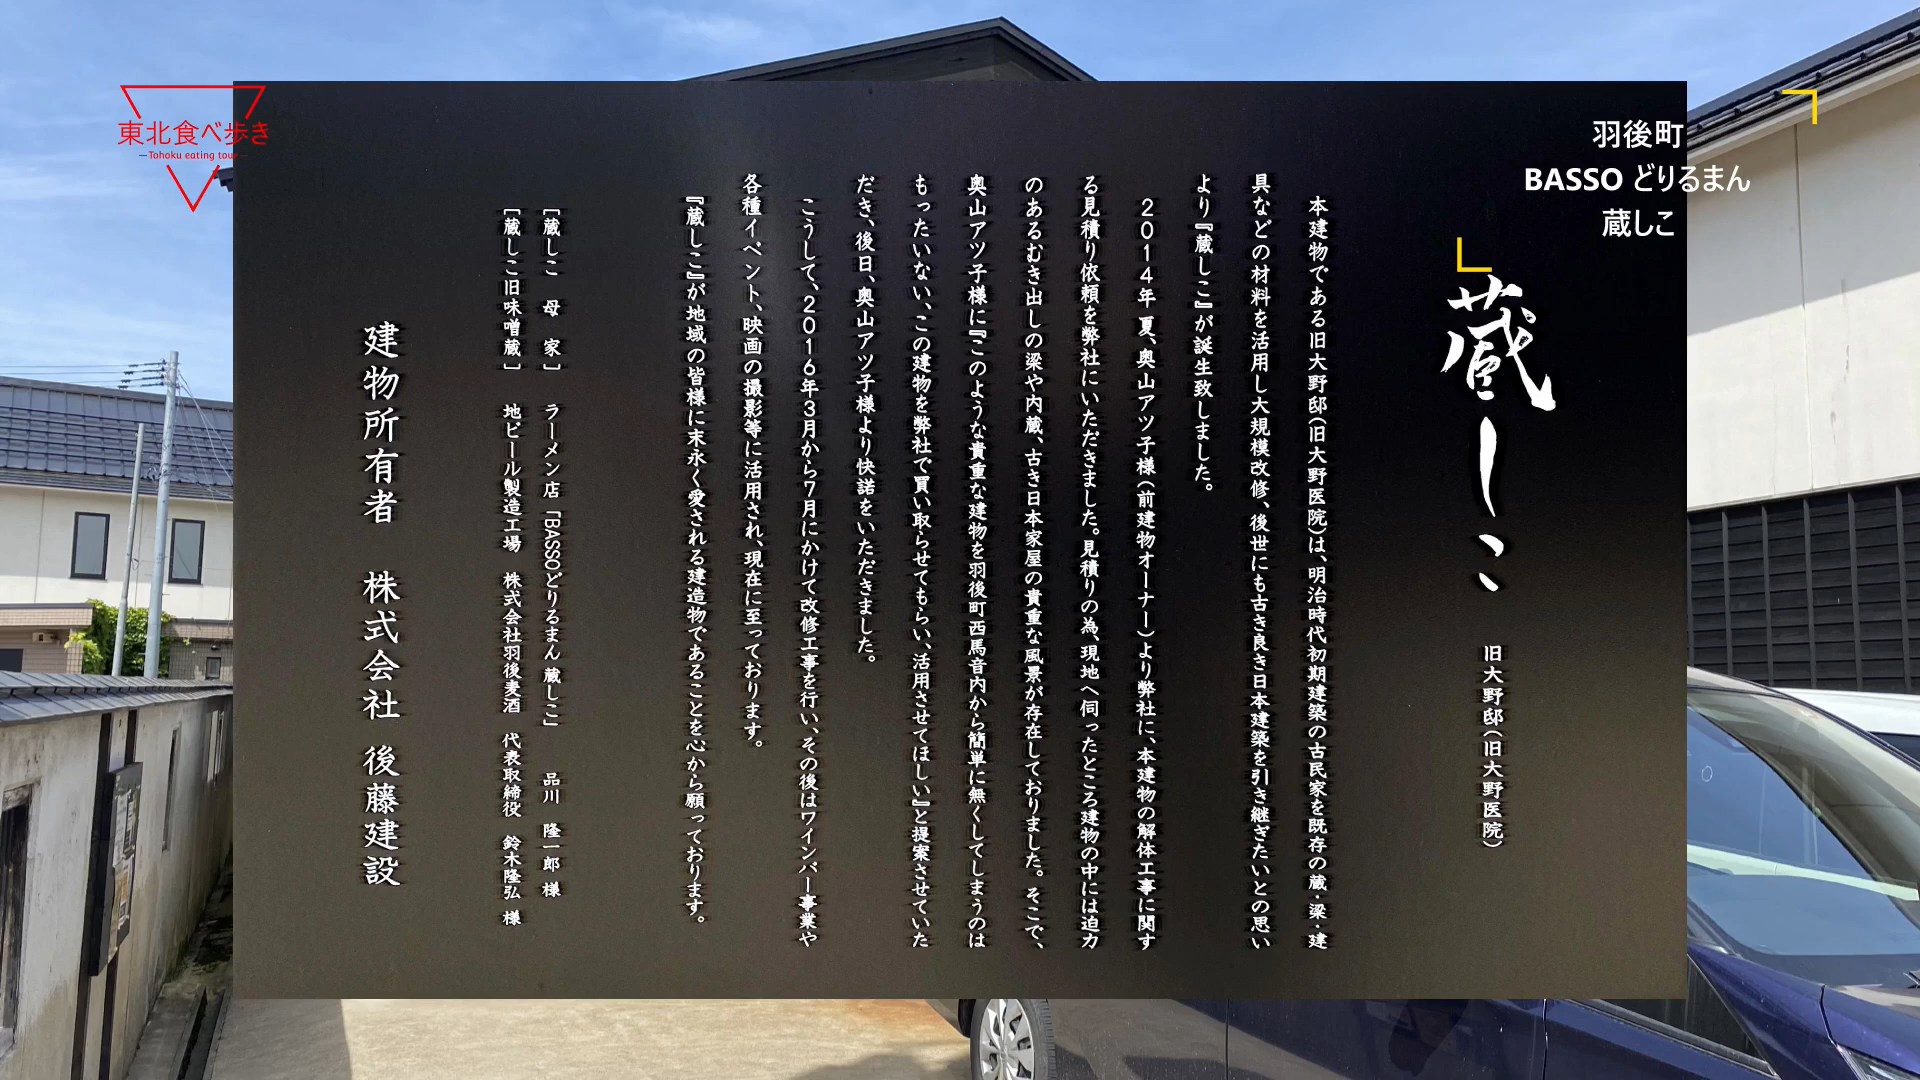 東北食べ歩き
Tohoku eating tour
羽後町
BASSO どりるまん
蔵しこ
蔵しこ 旧大野邸(旧大野医院)
本建物である旧大野邸(旧大野医院)は、明治時代初期建築の古民家を既存の蔵・梁・建
具などの材料を活用し大規模改修、後世にも古き良き日本建築を引き継ぎたいとの思い
より『蔵しこ』が誕生致しました。
2014年 夏、奥山アツ子様(前建物オーナー)より弊社に、本建物の解体工事に関す
る見積り依頼を弊社にいただきました。見積りの為、現地へ伺ったところ建物の中には迫力
のあるむき出しの梁や内蔵、古き日本家屋の貴重な風景が存在しておりました。そこで、
奥山アツ子様に『このような貴重な建物を羽後町西馬音内から簡単に無くしてしまうのは
もったいない、この建物を弊社で買い取らせてもらい、活用させてほしい』と提案させていた
だき、後日、奥山アツ子様より快諾をいただきました。
こうして、2016年3月から7月にかけて改修工事を行い、その後はワインバー事業や
各種イベント、映画の撮影等に活用され、現在に至っております。
『蔵しこ』が地域の皆様に末永く愛される建造物であることを心から願っております。
[蔵しこ 母 家] ラーメン店「BASSOどりるまん 蔵しこ」 品川 隆一郎 様
[蔵しこ旧味噌蔵] 地ビール製造工場 株式会社羽後麦酒 代表取締役 鈴木隆弘 様
建物所有者 株式会社 後藤建設